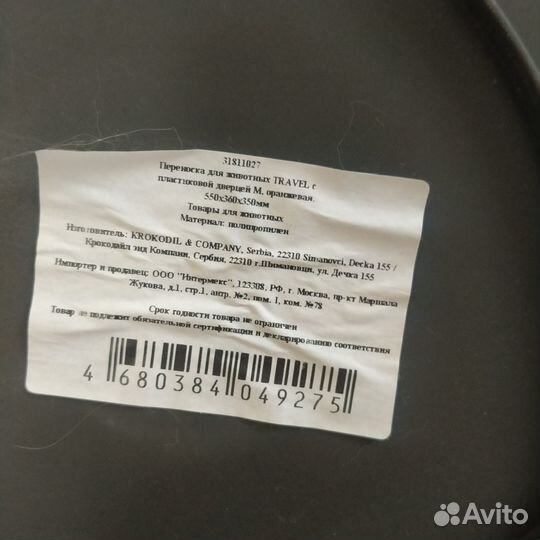 31811027
Переноска для животных TRAVEL с
пластиковой дверцей M, оранжевая.
550x360x350мм
Товары для животных
Материал: полипропилен
Изготовитель: KROKODIL & COMPANY, Serbia, 22310 Simanovci, Decka 155 /
Крокодайл энд Компани, Сербия, 22310 г.Шимановци, ул. Дечка 155
Импортер и продавец: ООО "Интермекс", 123308, РФ, г. Москва, пр-кт Маршала
Жукова, д.1, стр.1, антр. №2, пом. I, ком. №78
Срок годности товара не ограничен
Товар не подлежит обязательной сертификации и декларированию соответствия
4 680384 049275
Avito